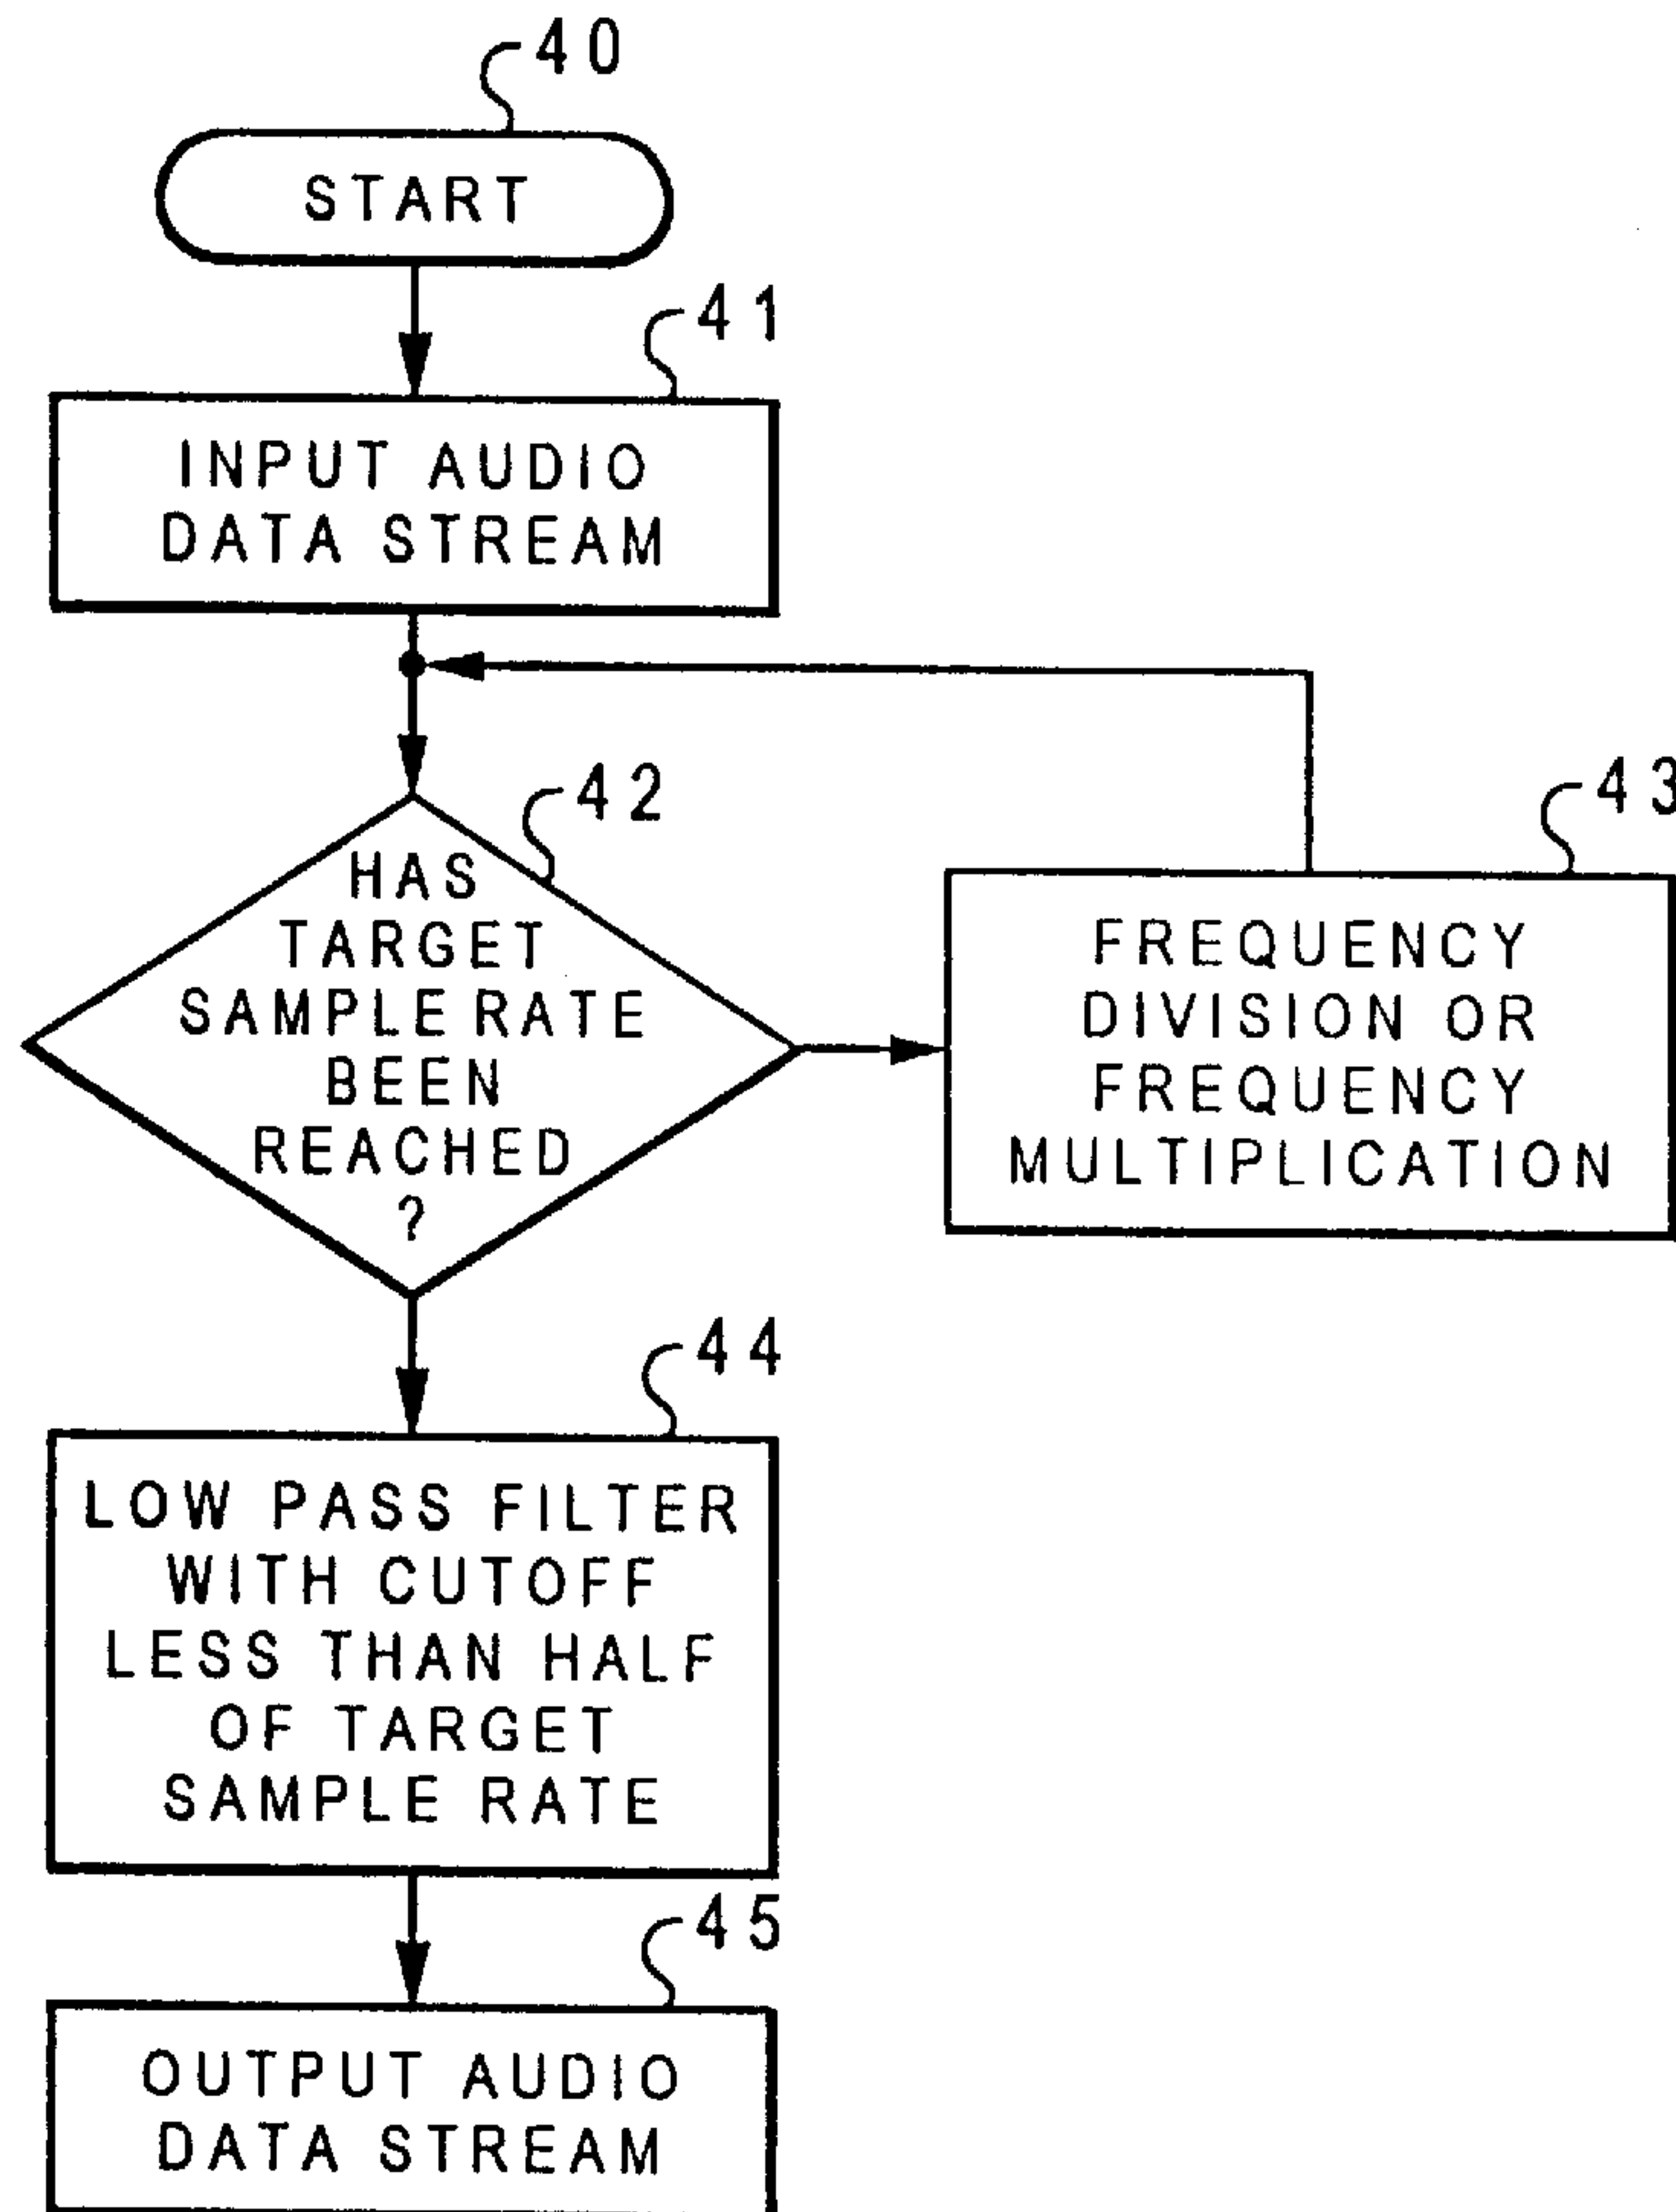 40
START
41
INPUT AUDIO
DATA STREAM
42
HAS
TARGET
SAMPLE RATE
BEEN
REACHED
?
43
FREQUENCY
DIVISION OR
FREQUENCY
MULTIPLICATION
44
LOW PASS FILTER
WITH CUTOFF
LESS THAN HALF
OF TARGET
SAMPLE RATE
45
OUTPUT AUDIO
DATA STREAM